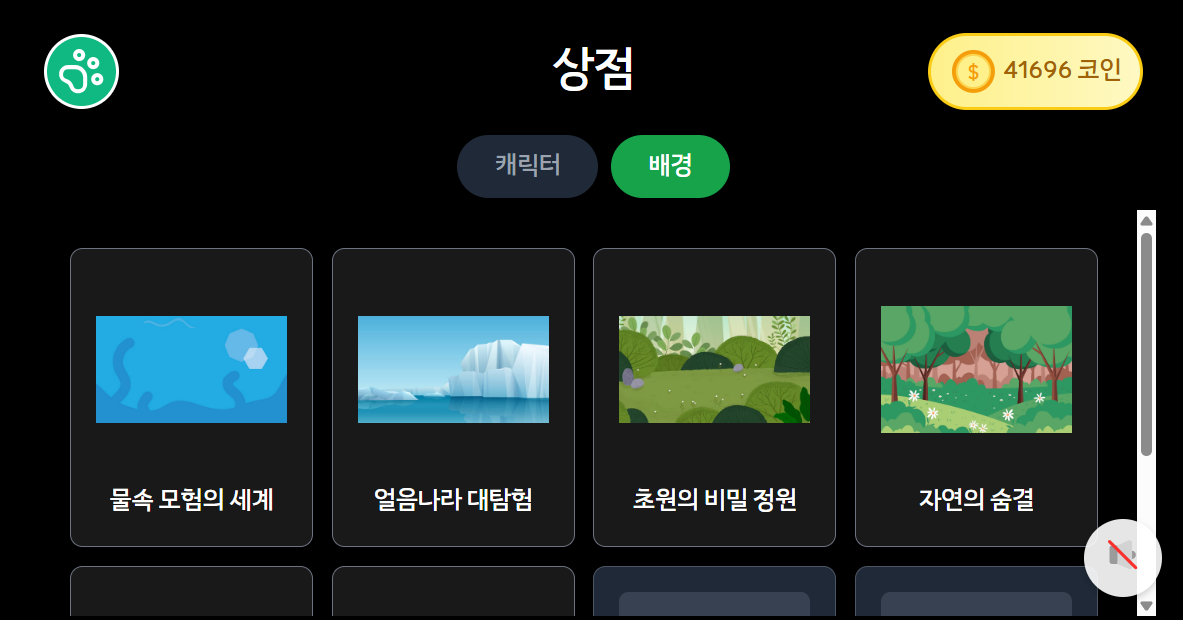 상점
$ 41696 코인
캐릭터
배경
물속 모험의 세계
얼음나라 대탐험
초원의 비밀 정원
자연의 숨결